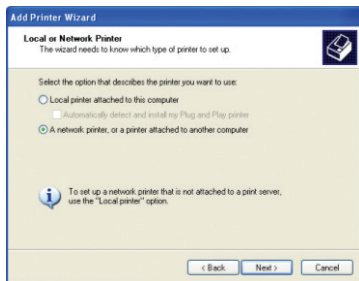 Add Printer Wizard
Local or Network Printer
The wizard needs to know which type of printer to set up.
Select the option that describes the printer you want to use:
Local printer attached to this computer
Automatically detect and install my Plug and Play printer
A network printer, or a printer attached to another computer
To set up a network printer that is not attached to a print server,
use the "Local printer" option.
< Back Next > Cancel